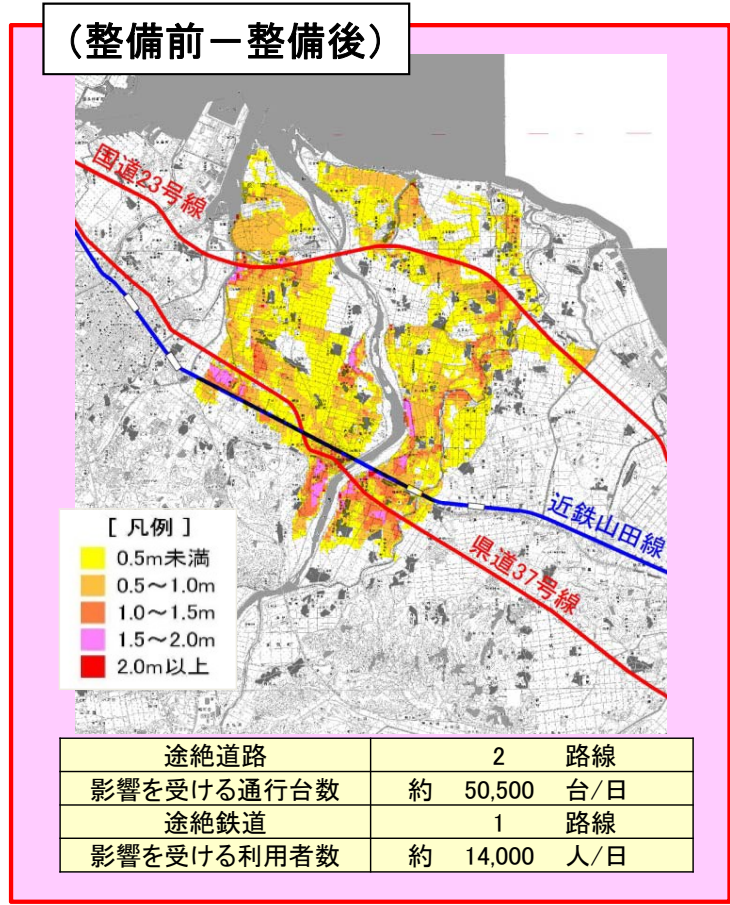 （整備前－整備後）
国道23号線
近鉄山田線
県道37号線
[ 凡例 ]
0.5m未満
0.5～1.0m
1.0～1.5m
1.5～2.0m
2.0m以上
途絶道路 2 路線
影響を受ける通行台数 約 50,500 台/日
途絶鉄道 1 路線
影響を受ける利用者数 約 14,000 人/日